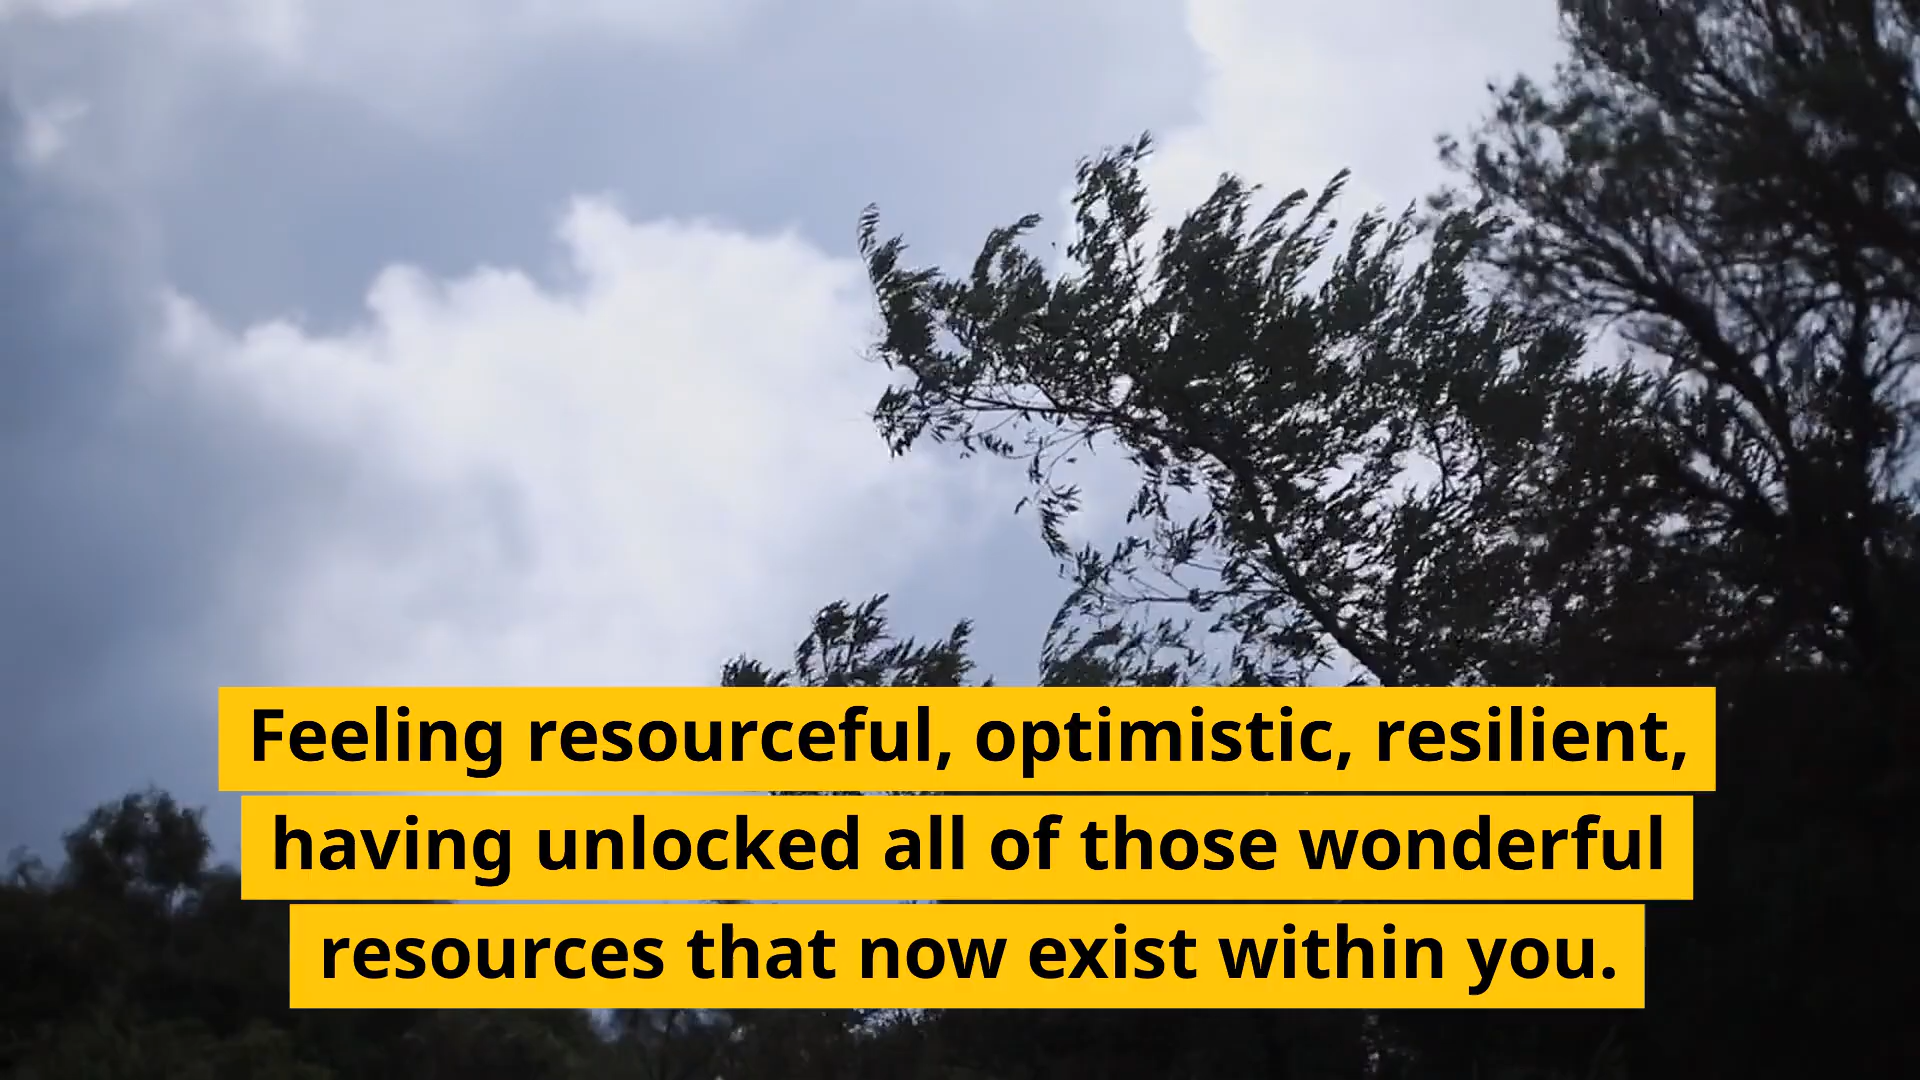 Feeling resourceful, optimistic, resilient,
having unlocked all of those wonderful
resources that now exist within you.